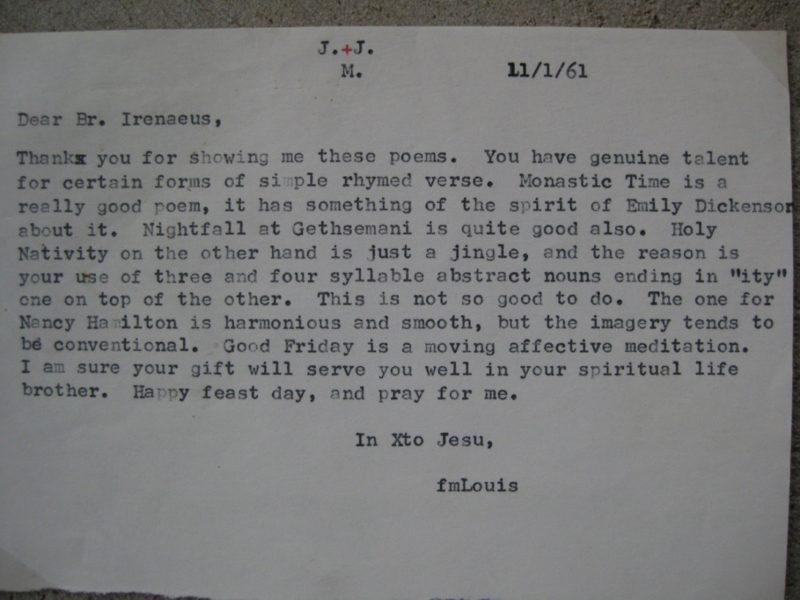 J.+J.
M. 11/1/61
Dear Br. Irenaeus,
Thanks you for showing me these poems. You have genuine talent
for certain forms of simple rhymed verse. Monastic Time is a
really good poem, it has something of the spirit of Emily Dickenson
about it. Nightfall at Gethsemani is quite good also. Holy
Nativity on the other hand is just a jingle, and the reason is
your use of three and four syllable abstract nouns ending in "ity"
one on top of the other. This is not so good to do. The one for
Nancy Hamilton is harmonious and smooth, but the imagery tends to
be conventional. Good Friday is a moving affective meditation.
I am sure your gift will serve you well in your spiritual life
brother. Happy feast day, and pray for me.
In Xto Jesu,
fmLouis